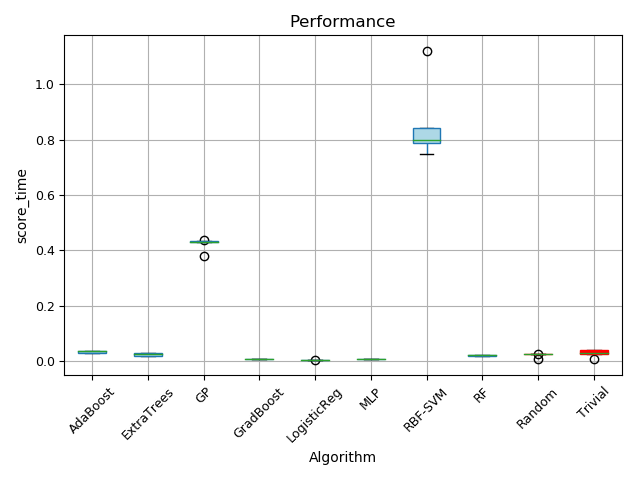 Performance
score_time
1.0
0.8
0.6
0.4
0.2
0.0
AdaBoost
ExtraTrees
GP
GradBoost
LogisticReg
MLP
RBF-SVM
RF
Random
Trivial
Algorithm